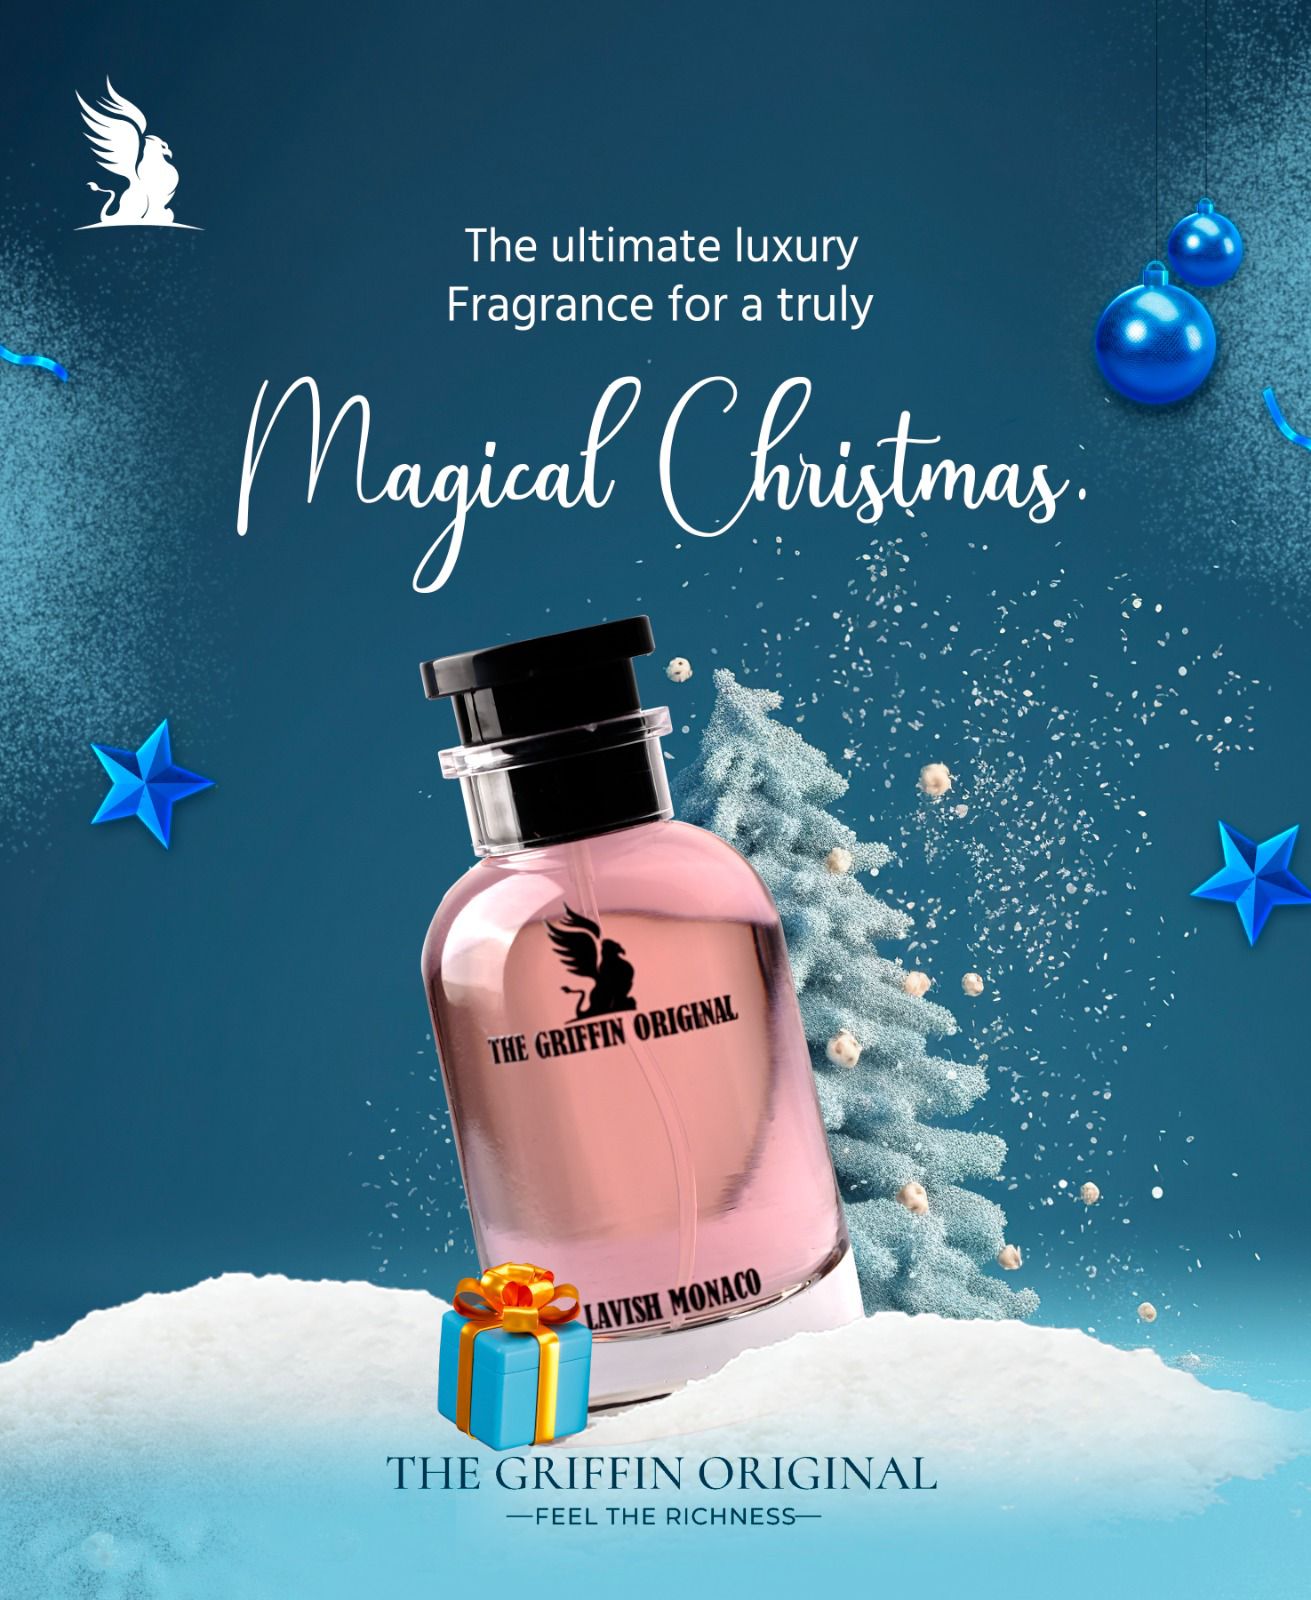 The ultimate luxury
Fragrance for a truly
Magical Christmas.
THE GRIFFIN ORIGINAL
LAVISH MONACO
THE GRIFFIN ORIGINAL
—FEEL THE RICHNESS—